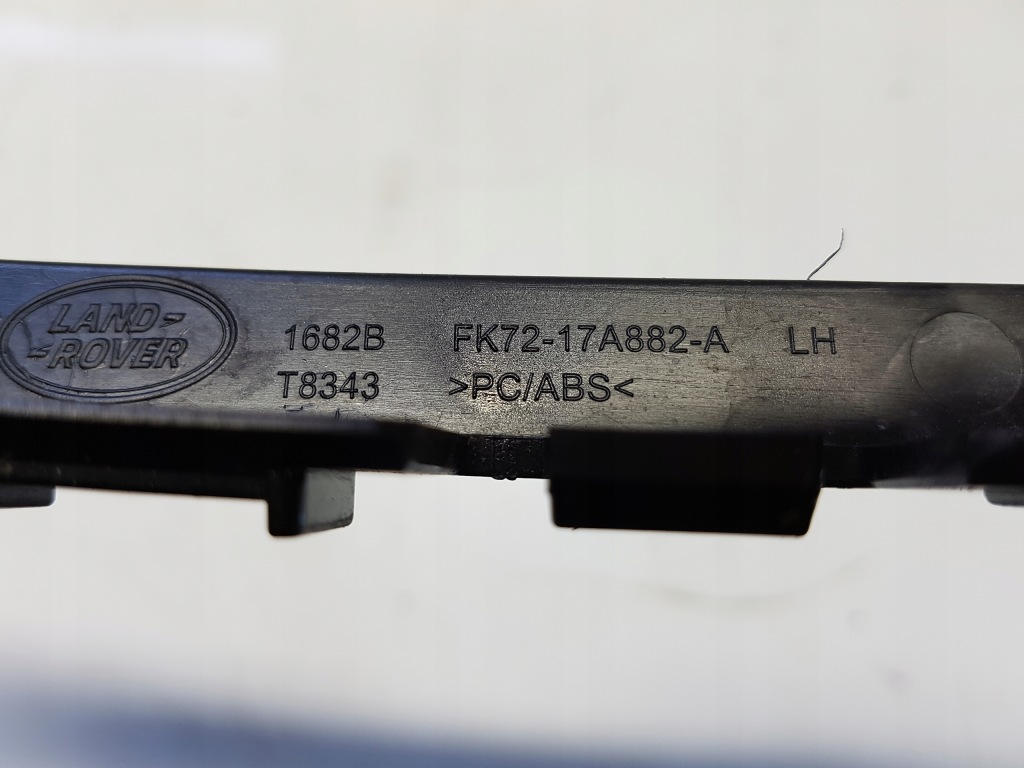 LAND-
-ROVER
1682B FK72-17A882-A LH
T8343 >PC/ABS<